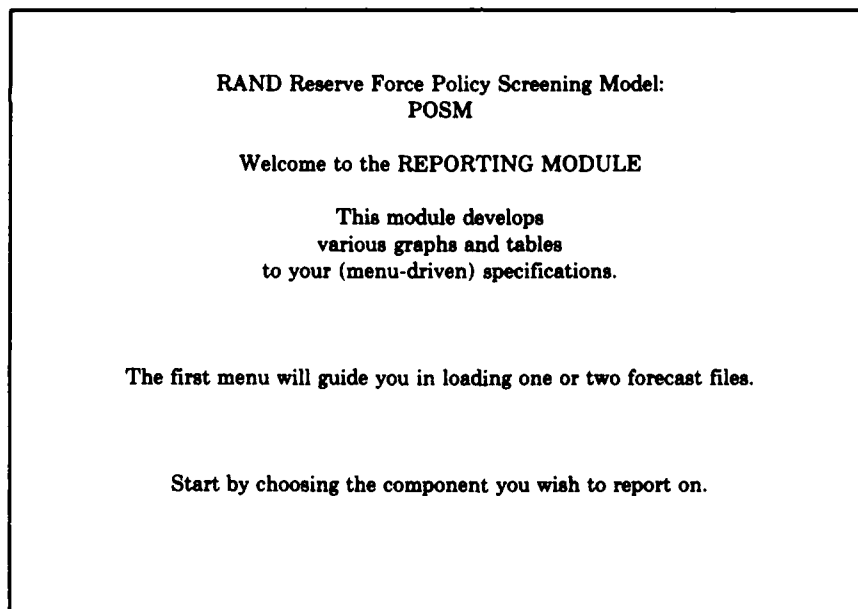 RAND Reserve Force Policy Screening Model:
POSM
Welcome to the REPORTING MODULE
This module develops
various graphs and tables
to your (menu-driven) specifications.
The first menu will guide you in loading one or two forecast files.
Start by choosing the component you wish to report on.